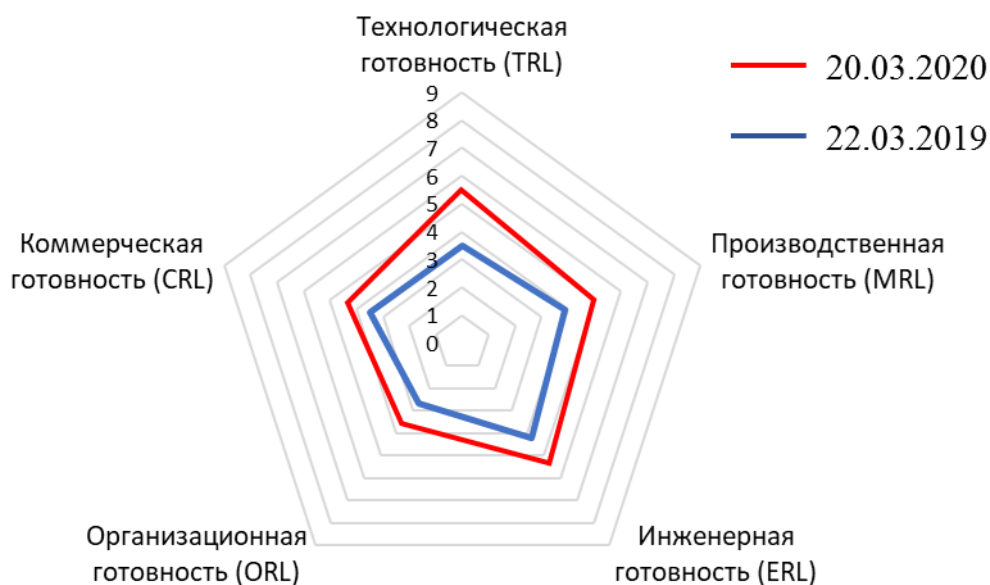 Технологическая
готовность (TRL)
20.03.2020
22.03.2019
9
8
7
6
5
4
3
2
1
0
Производственная
готовность (MRL)
Инженерная
готовность (ERL)
Организационная
готовность (ORL)
Коммерческая
готовность (CRL)